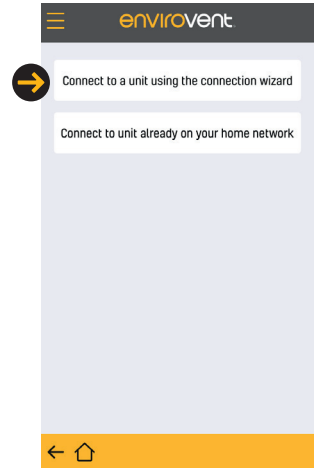 envirovent
Connect to a unit using the connection wizard
Connect to unit already on your home network